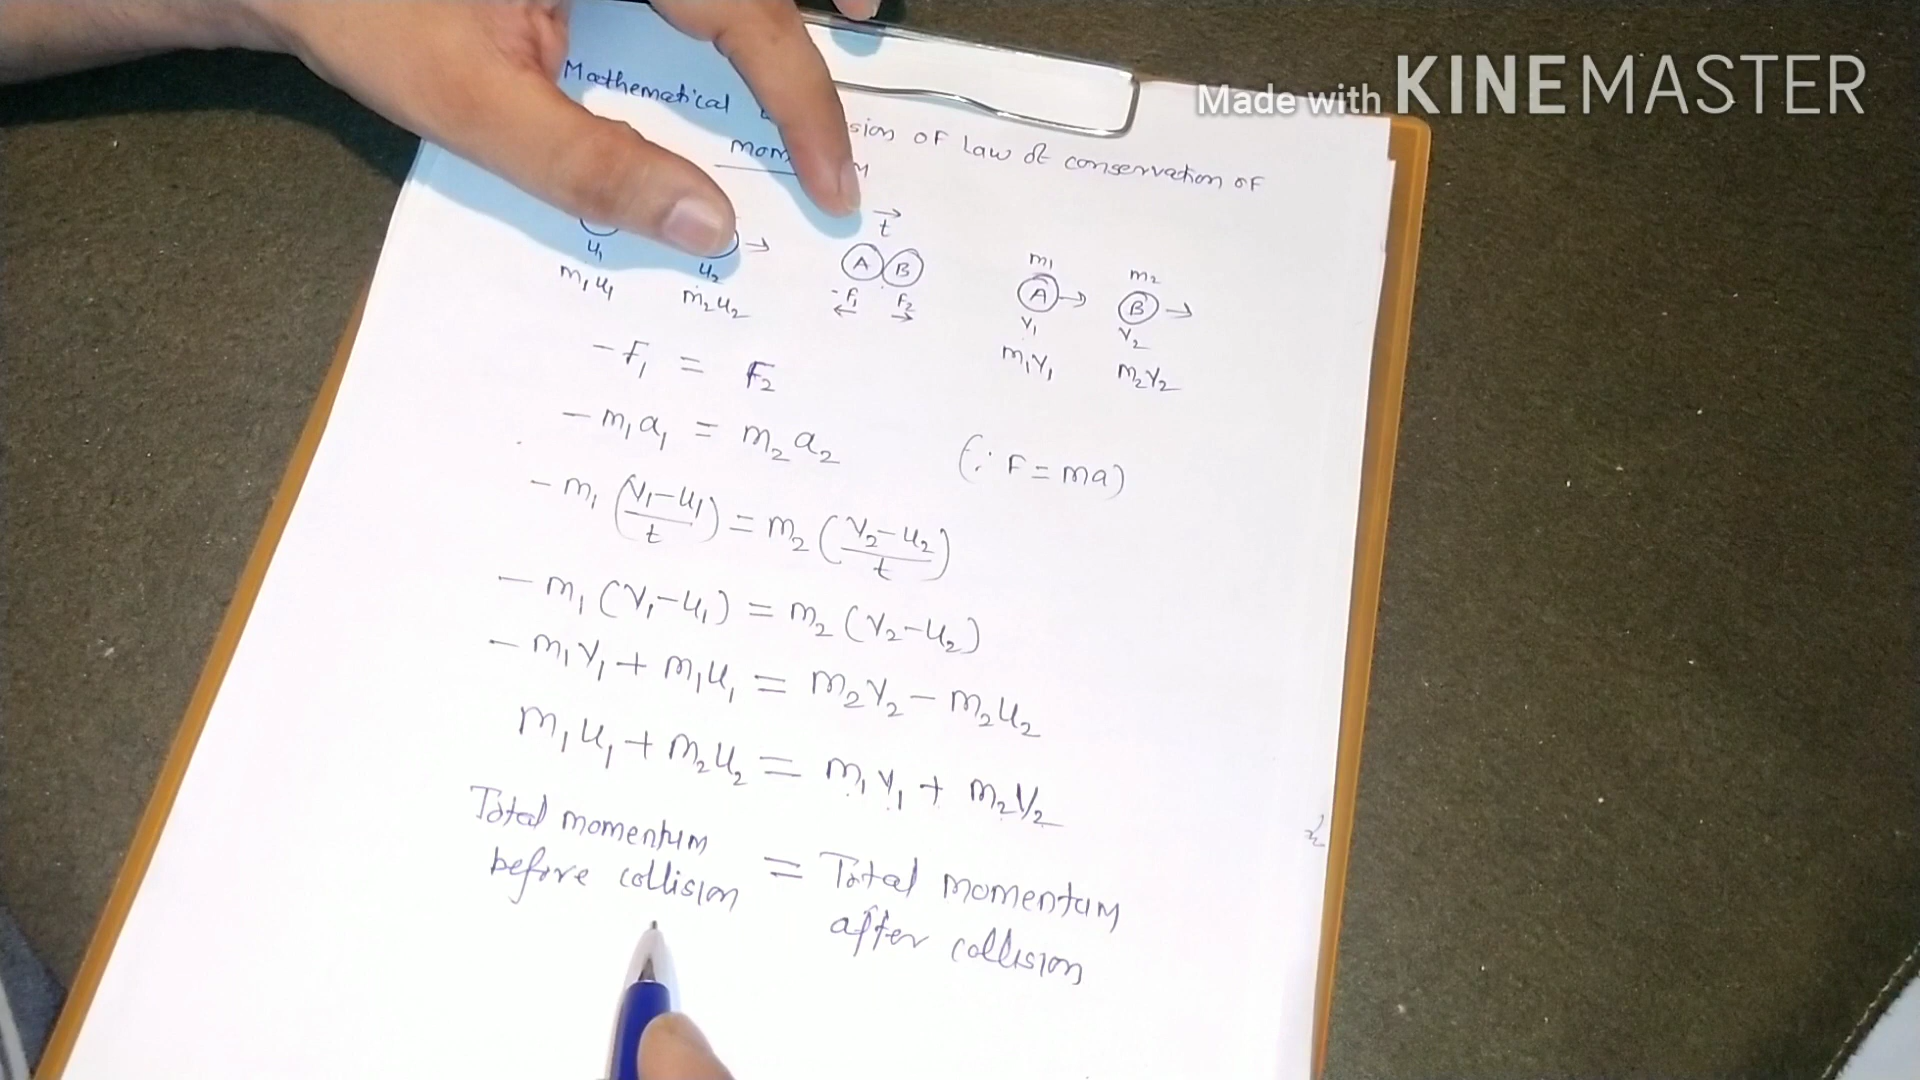 Made with KINEMASTER
Mathematical sion of Law of conservation of
t
A B
-F₁ F₂
u₁ u₂
m₁u₁ m₂u₂
m₁ m₂
A B
v₁ v₂
m₁v₁ m₂v₂
-F₁ = F₂
-m₁a₁ = m₂a₂ (∵ F = ma)
-m₁ (v₁-u₁/t) = m₂ (v₂-u₂/t)
-m₁(v₁-u₁) = m₂(v₂-u₂)
-m₁v₁ + m₁u₁ = m₂v₂ - m₂u₂
m₁u₁ + m₂u₂ = m₁v₁ + m₂v₂
Total momentum before collision = Total momentum after collision